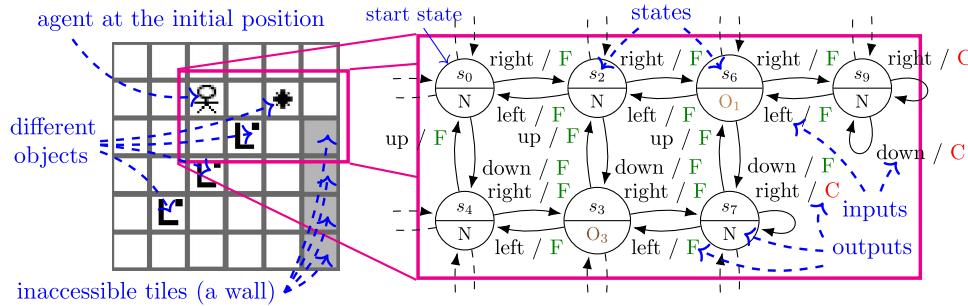 agent at the initial position
start state
states
right / F
right / F
right / F
right / C
s0
s2
s6
s9
N
N
O1
N
left / F
left / F
left / F
different
objects
up / F
up / F
up / F
down / C
down / F
down / F
down / F
right / F
right / F
right / C
s4
s3
s7
inputs
N
O3
N
left / F
left / F
outputs
inaccessible tiles (a wall)